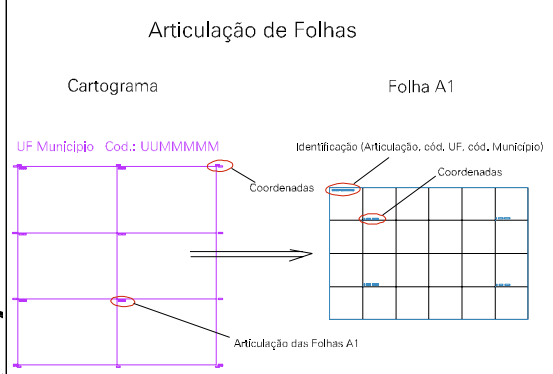 Articulação de Folhas
Cartograma
Folha A1
UF Município Cod.: UUMMMMM
Identificação (Articulação, cód. UF, cód. Município)
Coordenadas
Coordenadas
Articulação das Folhas A1